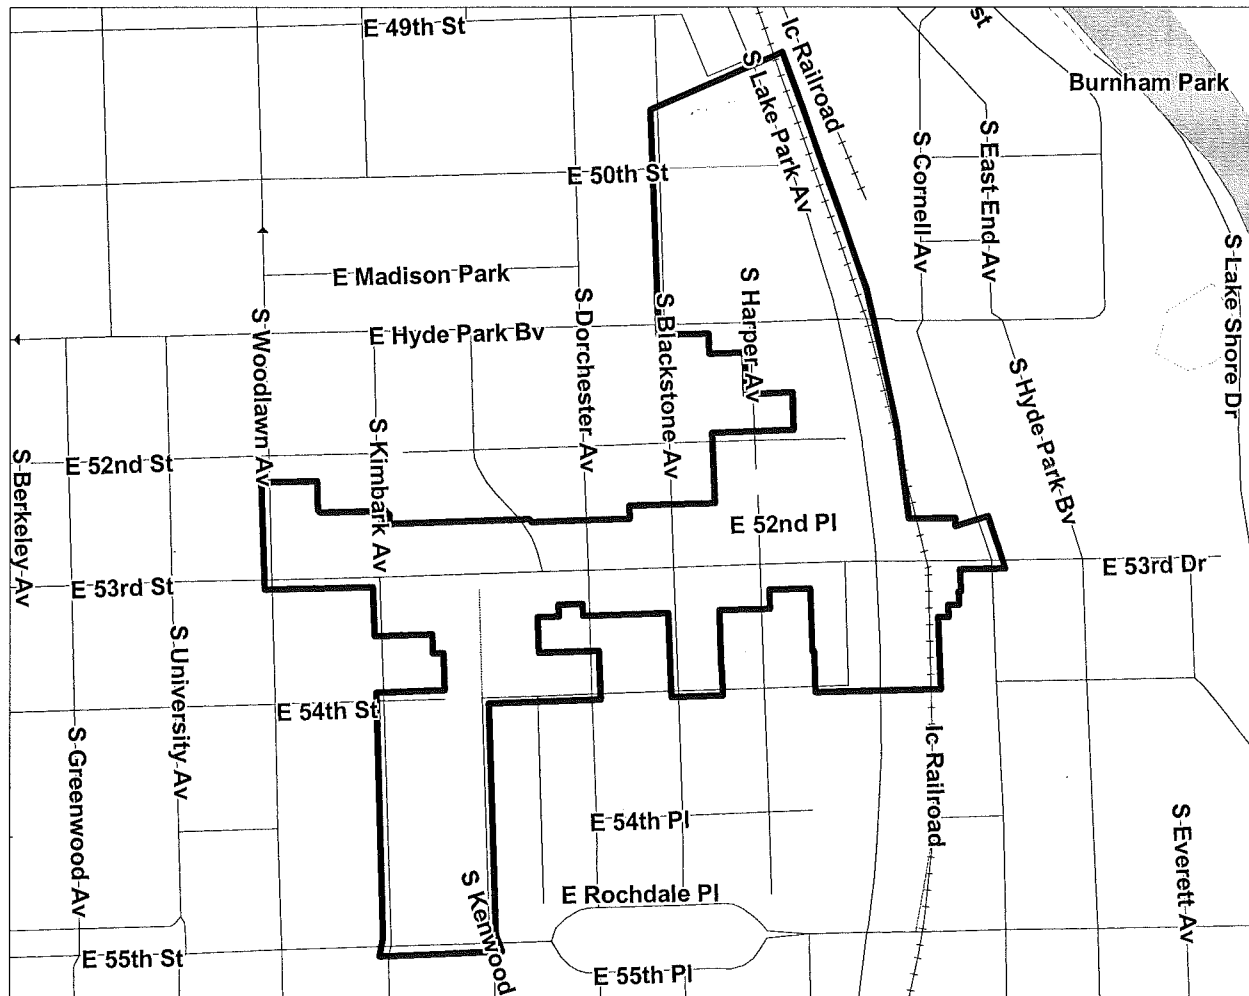 E 49th St
st
Ic-Railroad
S Lake-Park-Av
Burnham Park
S-East-End-Av
S-Cornell-Av
E 50th St
S-Lake-Shore Dr
E Madison Park
S Harper-Av
S-Dorchester-Av
S-Blackstone-Av
S-Woodlawn Av
E Hyde Park Bv
S-Hyde-Park-Bv
S-Kimbark Av
S-Berkeley-Av
E 52nd St
E 52nd Pl
E 53rd St
E 53rd Dr
S-University-Av
E 54th St
S-Greenwood-Av
Ic-Railroad
E 54th Pl
S-Everett-Av
S Kenwood
E Rochdale Pl
E 55th St
E 55th Pl